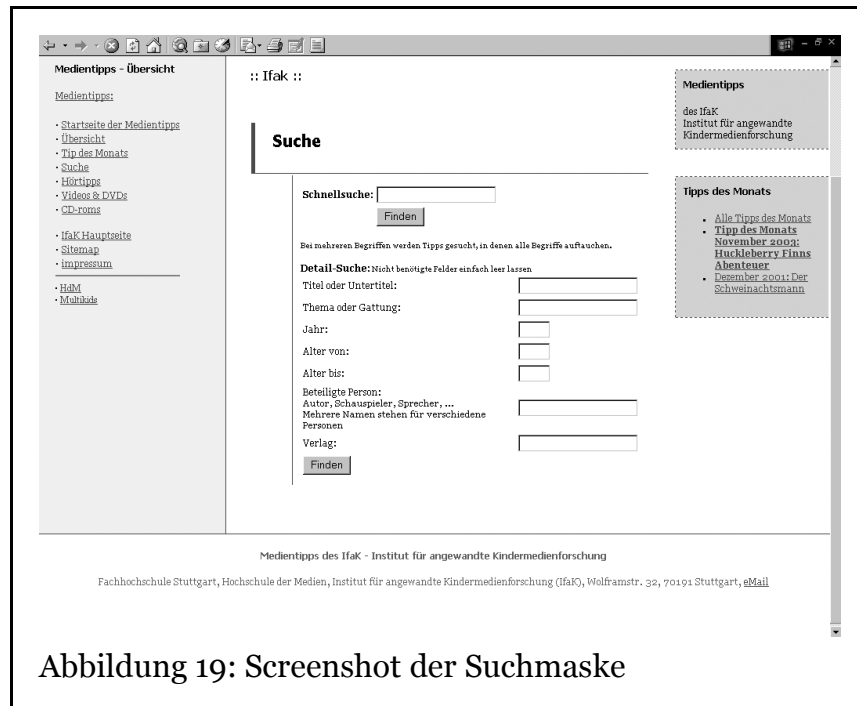 Medientipps - Übersicht
Medientipps:
· Startseite der Medientipps
· Übersicht
· Tip des Monats
· Suche
· Hörtipps
· Videos & DVDs
· CD-roms
· IfaK Hauptseite
· Sitemap
· impressum
· HdM
· Multikids
:: Ifak ::
Suche
Schnellsuche:
Finden
Bei mehreren Begriffen werden Tipps gesucht, in denen alle Begriffe auftauchen.
Detail-Suche: Nicht benötigte Felder einfach leer lassen
Titel oder Untertitel:
Thema oder Gattung:
Jahr:
Alter von:
Alter bis:
Beteiligte Person:
Autor, Schauspieler, Sprecher, ...
Mehrere Namen stehen für verschiedene
Personen
Verlag:
Finden
Medientipps
des IfaK
Institut für angewandte
Kindermedienforschung
Tipps des Monats
• Alle Tipps des Monats
• Tipp des Monats
November 2003:
Huckleberry Finns
Abenteuer
• Dezember 2001: Der
Schweinachtsmann
Medientipps des IfaK - Institut für angewandte Kindermedienforschung
Fachhochschule Stuttgart, Hochschule der Medien, Institut für angewandte Kindermedienforschung (IfaK), Wolframstr. 32, 70191 Stuttgart, eMail
Abbildung 19: Screenshot der Suchmaske